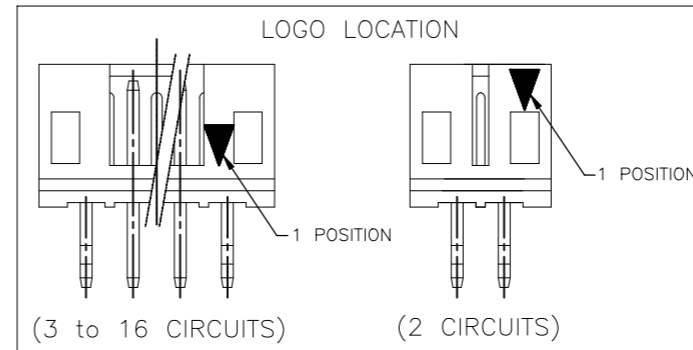 LOGO LOCATION
1 POSITION
1 POSITION
(3 to 16 CIRCUITS)
(2 CIRCUITS)